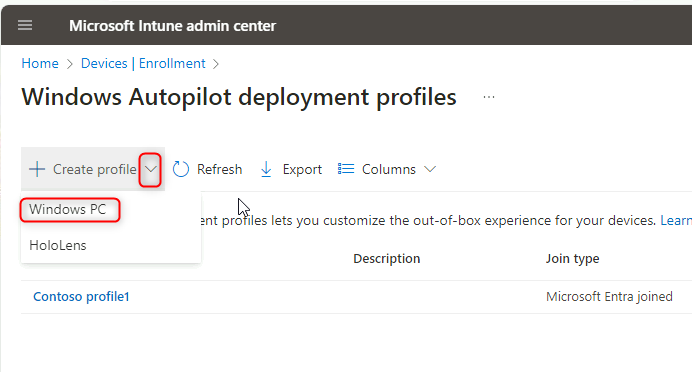 Microsoft Intune admin center
Home > Devices | Enrollment >
Windows Autopilot deployment profiles ...
+ Create profile Refresh Export Columns
Windows PC
ent profiles lets you customize the out-of-box experience for your devices. Learn
HoloLens
Description Join type
Contoso profile1 Microsoft Entra joined